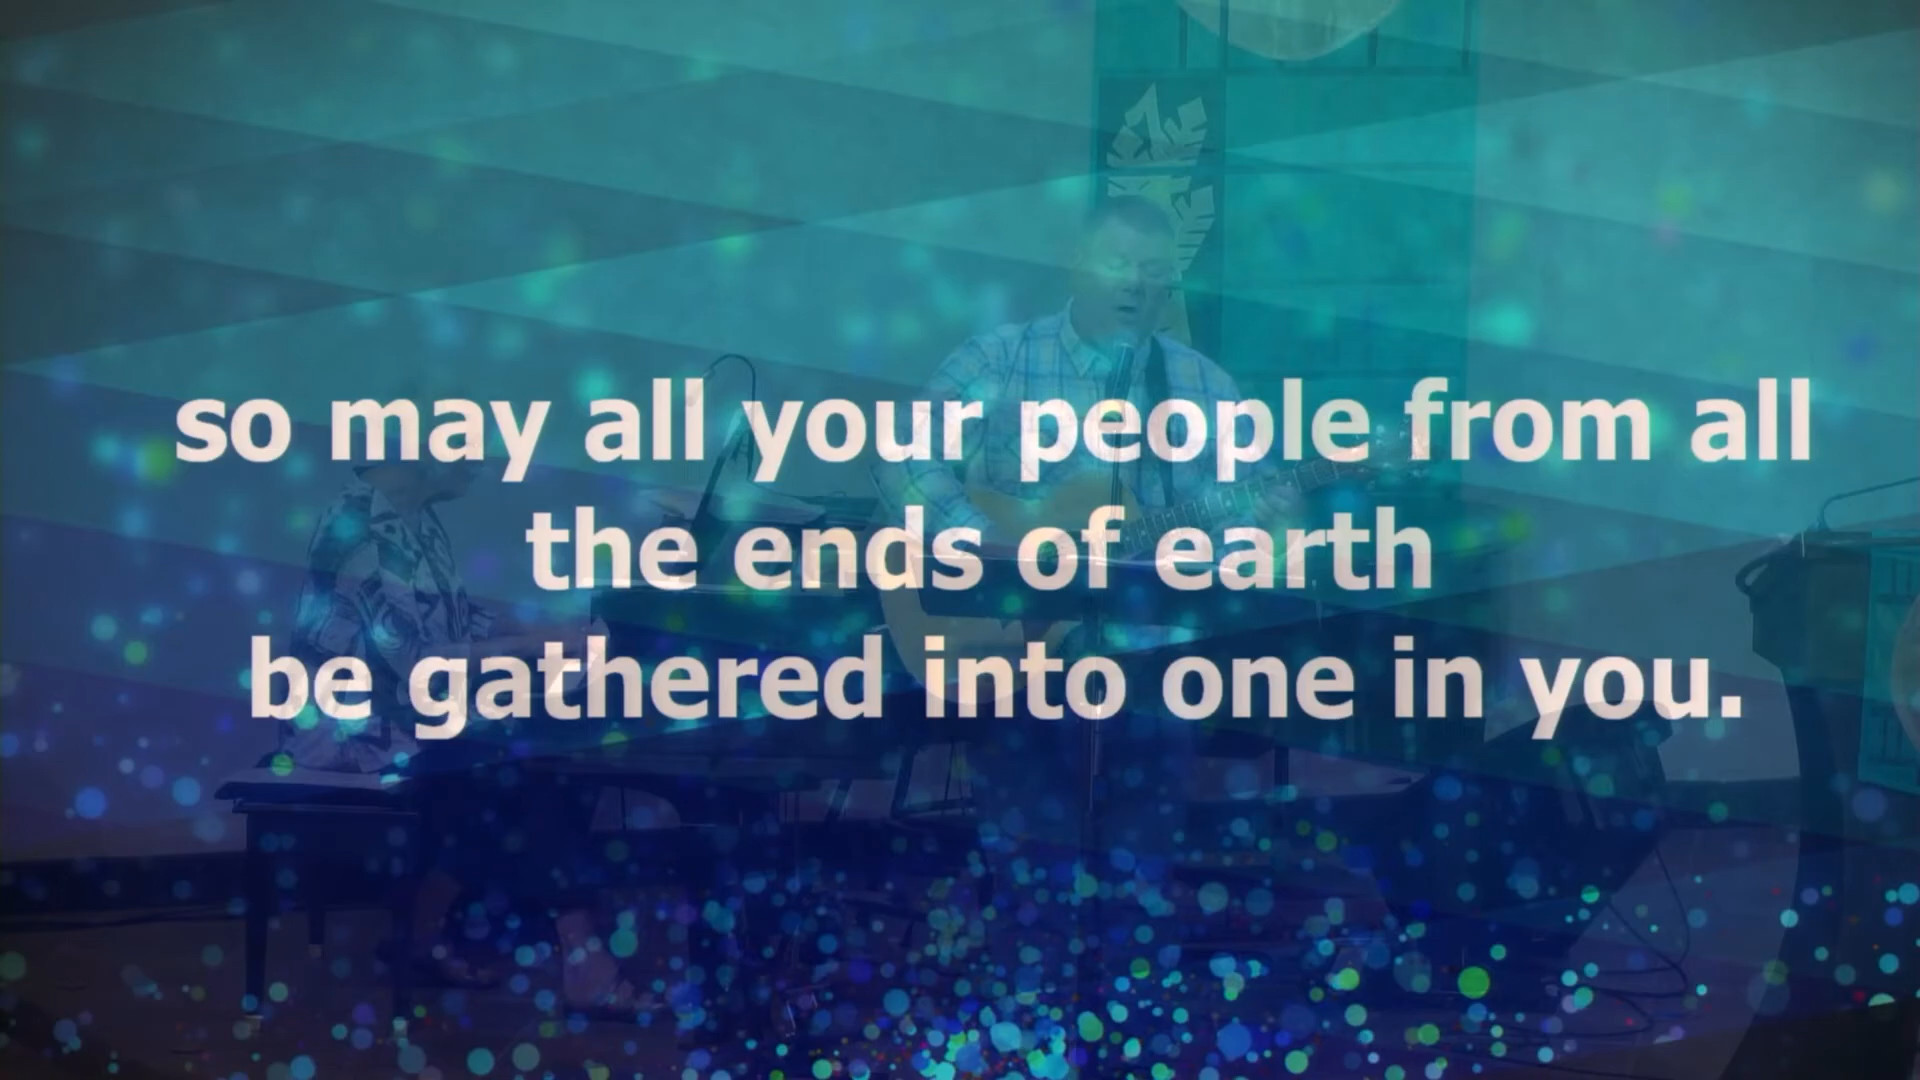 so may all your people from all
the ends of earth
be gathered into one in you.